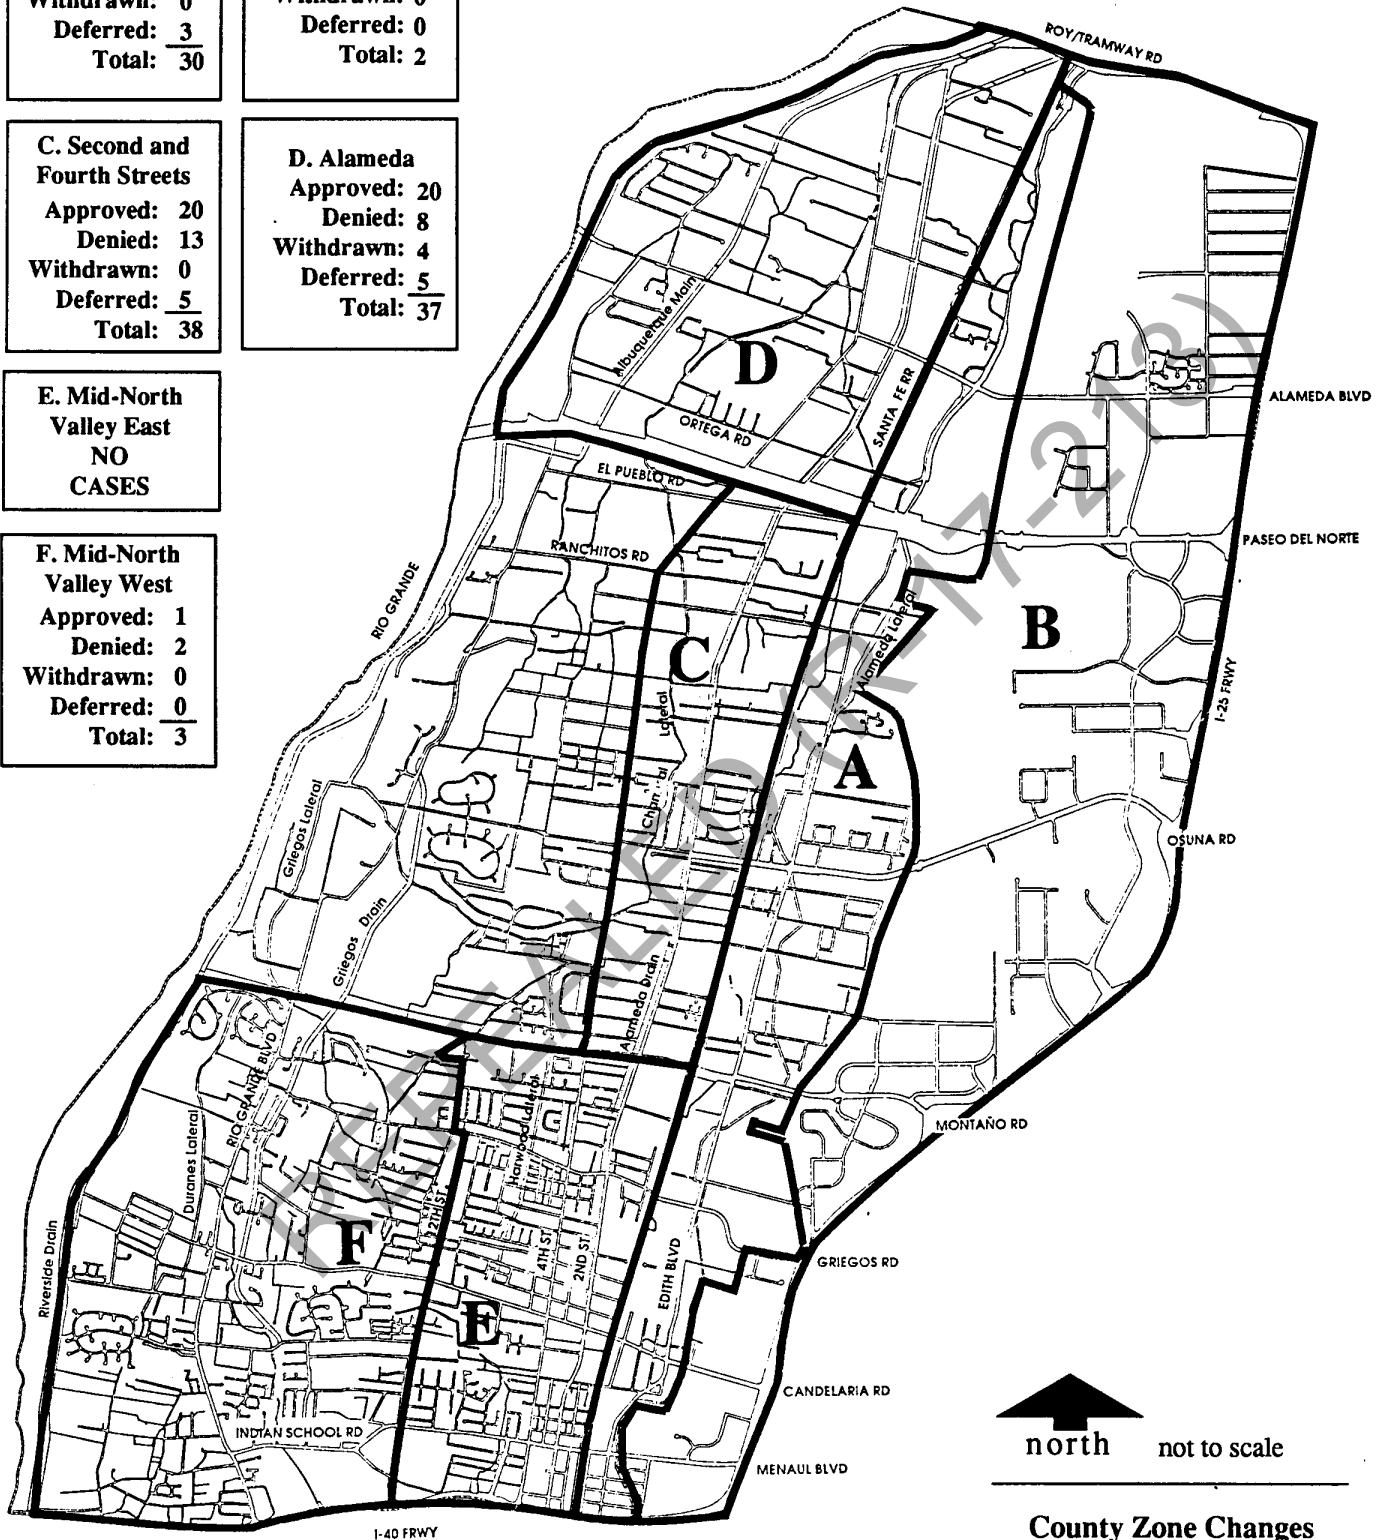 Withdrawn: 0
Deferred: 3
Total: 30
Withdrawn: 0
Deferred: 0
Total: 2
C. Second and
Fourth Streets
Approved: 20
Denied: 13
Withdrawn: 0
Deferred: 5
Total: 38
D. Alameda
Approved: 20
Denied: 8
Withdrawn: 4
Deferred: 5
Total: 37
E. Mid-North
Valley East
NO
CASES
F. Mid-North
Valley West
Approved: 1
Denied: 2
Withdrawn: 0
Deferred: 0
Total: 3
ROY/TRAMWAY RD
Albuquerque Main
D
SANTA FE RR
ALAMEDA BLVD
ORTEGA RD
EL PUEBLO RD
PASEO DEL NORTE
RANCHITOS RD
RIO GRANDE
Alameda Lateral
B
C
Lateral
I-25 FRWY
A
Griegos Lateral
OSUNA RD
Griegos Drain
Alameda Drain
RIO GRANDE BLVD
Harwood Lateral
MONTAÑO RD
Duranes Lateral
12TH ST
Riverside Drain
F
4TH ST
2ND ST
EDITH BLVD
GRIEGOS RD
E
CANDELARIA RD
INDIAN SCHOOL RD
MENAUL BLVD
I-40 FRWY
north
not to scale
County Zone Changes
REPEALED (R-17-213)